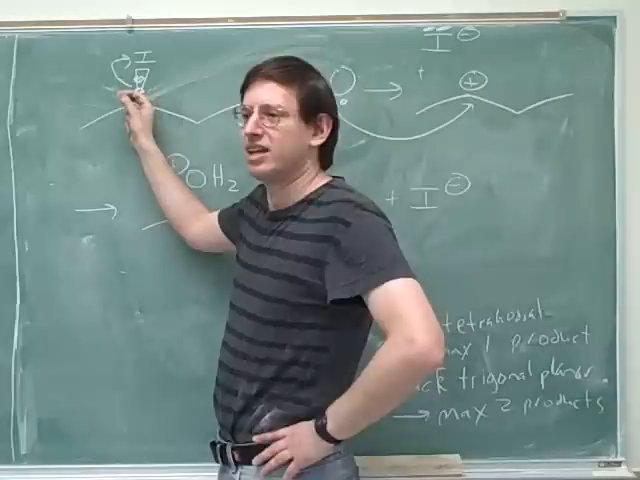 I
I ⊖
→ + ⊕
OH₂
→ + I ⊖
tetrahedral
max 1 product
trigonal planar.
→ max 2 products